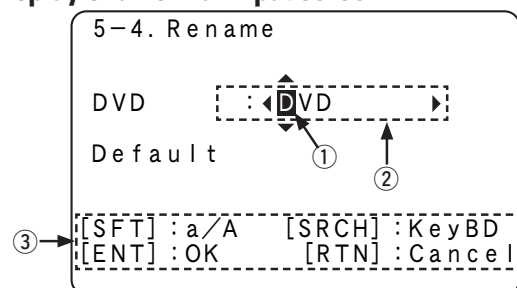 5-4. Rename
DVD : ◀DVD ▶
Default
①
②
③
[SFT] : a/A [SRCH] : KeyBD
[ENT] : OK [RTN] : Cancel